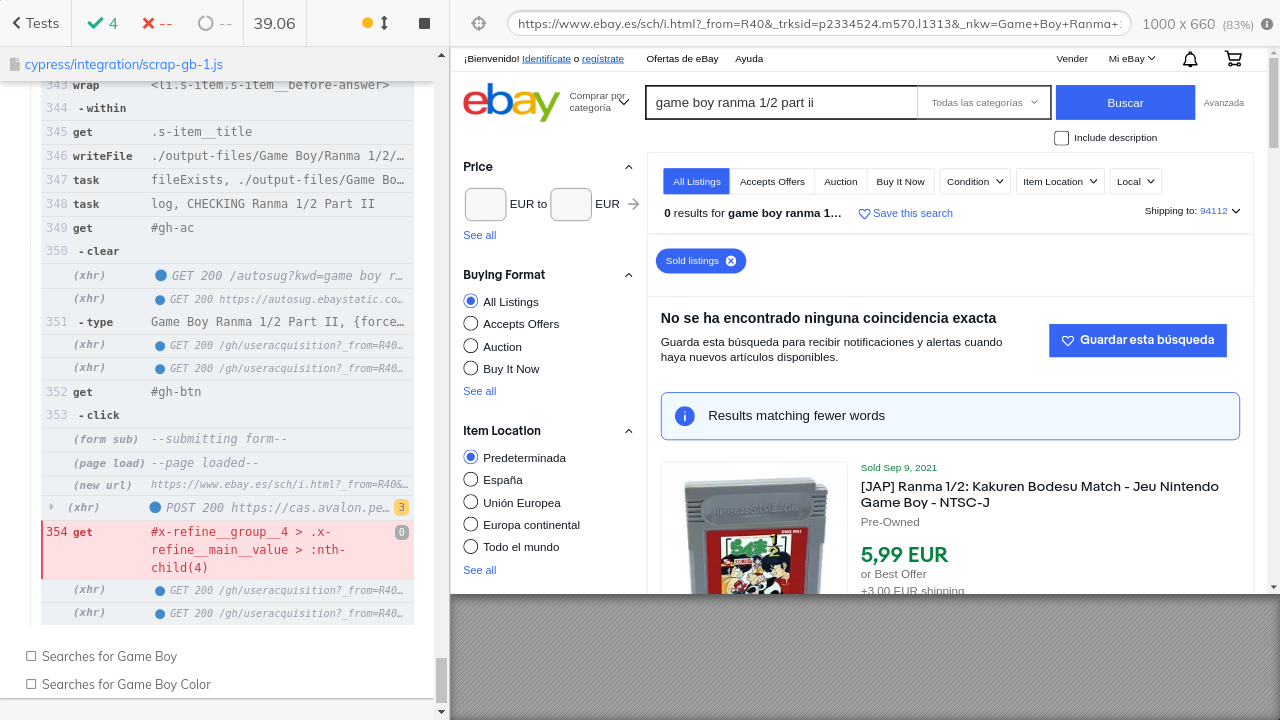 Tests
4
--
--
39.06
https://www.ebay.es/sch/i.html?_from=R40&_trksid=p2334524.m570.l1313&_nkw=Game+Boy+Ranma+
1000 x 660 (83%)
cypress/integration/scrap-gb-1.js
343 wrap <li.s-item.s-item__before-answer>
344 -within
345 get .s-item__title
346 writeFile ./output-files/Game Boy/Ranma 1/2/…
347 task fileExists, ./output-files/Game Bo…
348 task log, CHECKING Ranma 1/2 Part II
349 get #gh-ac
350 -clear
(xhr) GET 200 /autosug?kwd=game boy r…
(xhr) GET 200 https://autosug.ebaystatic.co…
351 -type Game Boy Ranma 1/2 Part II, {force…
(xhr) GET 200 /gh/useracquisition?_from=R40…
(xhr) GET 200 /gh/useracquisition?_from=R40…
352 get #gh-btn
353 -click
(form sub) --submitting form--
(page load) --page loaded--
(new url) https://www.ebay.es/sch/i.html?_from=R40&…
(xhr) POST 200 https://cas.avalon.pe… 3
354 get #x-refine__group__4 > .x-
refine__main__value > :nth-
child(4)
0
(xhr) GET 200 /gh/useracquisition?_from=R40…
(xhr) GET 200 /gh/useracquisition?_from=R40…
Searches for Game Boy
Searches for Game Boy Color
¡Bienvenido! Identifícate o regístrate
Ofertas de eBay
Ayuda
Vender
Mi eBay
ebay
Comprar por
categoría
game boy ranma 1/2 part ii
Todas las categorías
Buscar
Avanzada
Include description
Price
EUR to EUR
See all
Buying Format
All Listings
Accepts Offers
Auction
Buy It Now
See all
Item Location
Predeterminada
España
Unión Europea
Europa continental
Todo el mundo
See all
All Listings
Accepts Offers
Auction
Buy It Now
Condition
Item Location
Local
0 results for game boy ranma 1…
Save this search
Shipping to: 94112
Sold listings
No se ha encontrado ninguna coincidencia exacta
Guarda esta búsqueda para recibir notificaciones y alertas cuando
haya nuevos artículos disponibles.
Guardar esta búsqueda
Results matching fewer words
Sold Sep 9, 2021
[JAP] Ranma 1/2: Kakuren Bodesu Match - Jeu Nintendo
Game Boy - NTSC-J
Pre-Owned
5,99 EUR
or Best Offer
+3,00 EUR shipping